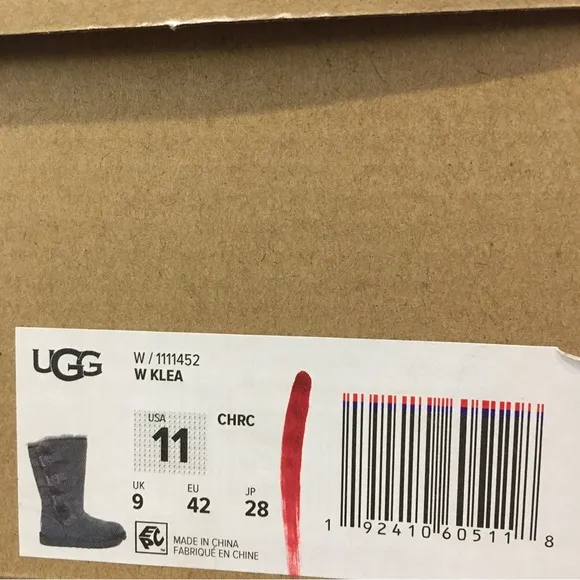 UGG
W / 1111452
W KLEA
USA
11
CHRC
UK
9
EU
42
JP
28
MADE IN CHINA
FABRIQUÉ EN CHINE
1 92410 60511 8